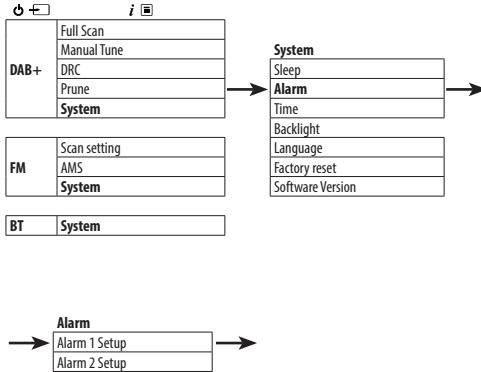 i
Full Scan
Manual Tune
DAB+
DRC
Prune
System
System
Sleep
Alarm
Time
Backlight
Language
Factory reset
Software Version
Scan setting
FM
AMS
System
BT
System
Alarm
Alarm 1 Setup
Alarm 2 Setup